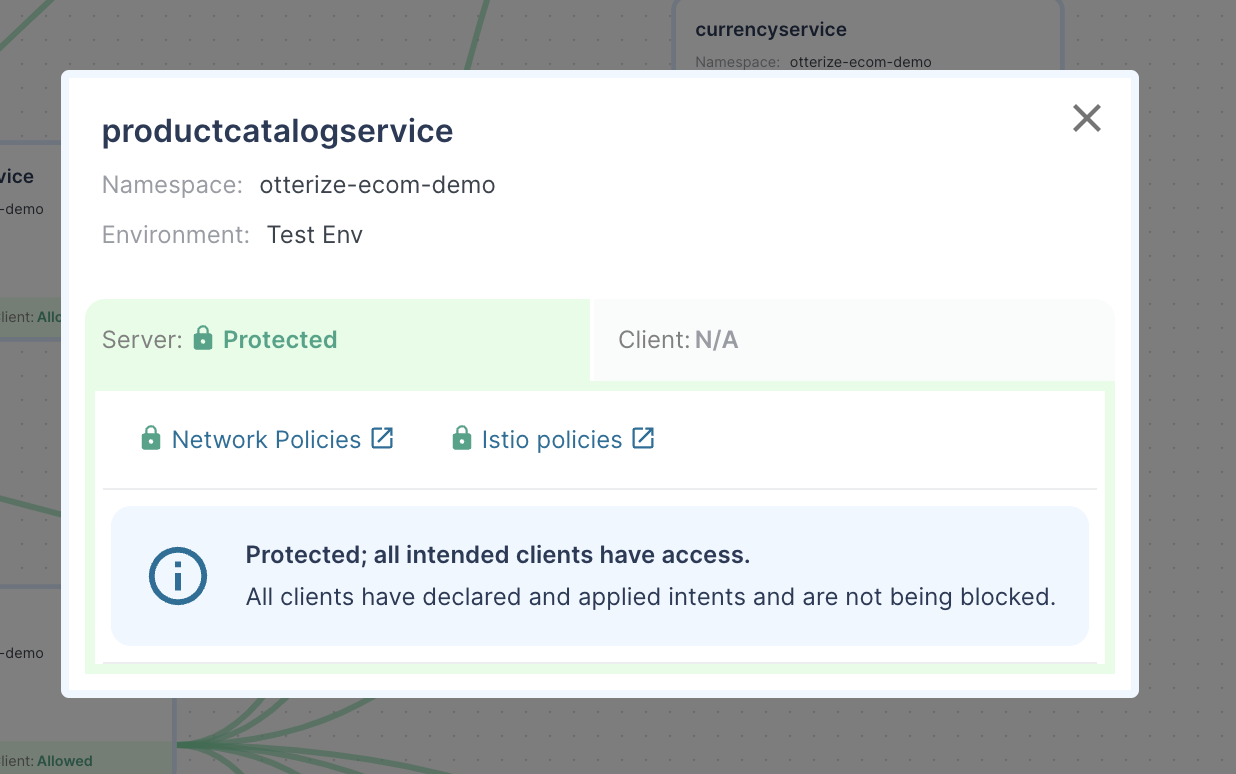 currencyservice
Namespace: otterize-ecom-demo
productcatalogservice
Namespace: otterize-ecom-demo
Environment: Test Env
vice
-demo
Server: Protected
Client: N/A
lient: Allo
Network Policies
Istio policies
Protected; all intended clients have access.
All clients have declared and applied intents and are not being blocked.
-demo
lient: Allowed